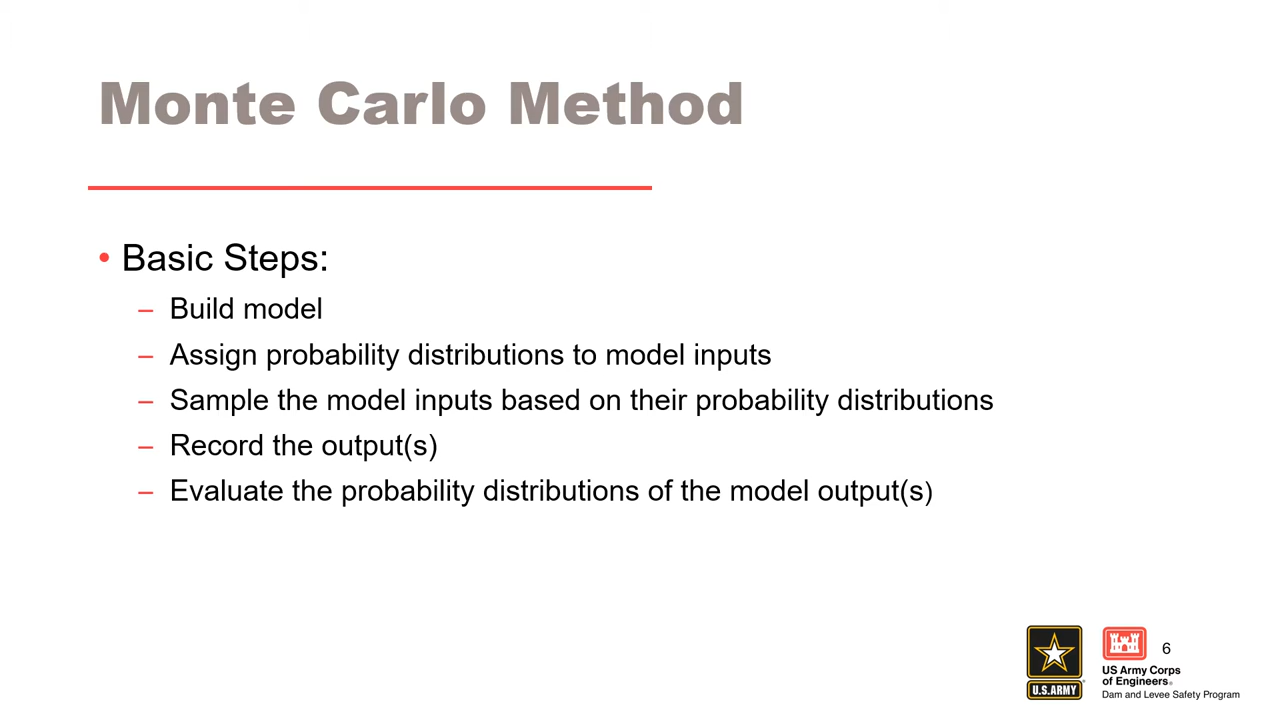 Monte Carlo Method
• Basic Steps:
– Build model
– Assign probability distributions to model inputs
– Sample the model inputs based on their probability distributions
– Record the output(s)
– Evaluate the probability distributions of the model output(s)
U.S.ARMY
6
US Army Corps
of Engineers®
Dam and Levee Safety Program